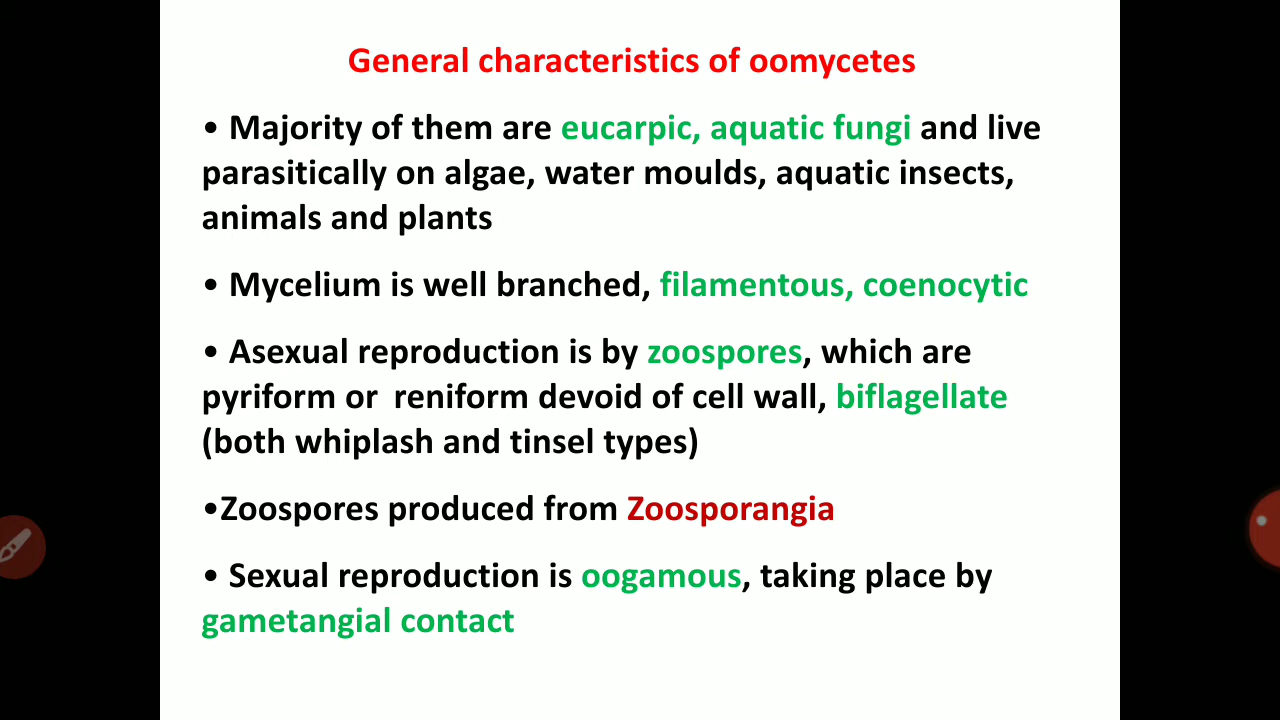 General characteristics of oomycetes
• Majority of them are eucarpic, aquatic fungi and live
parasitically on algae, water moulds, aquatic insects,
animals and plants
• Mycelium is well branched, filamentous, coenocytic
• Asexual reproduction is by zoospores, which are
pyriform or  reniform devoid of cell wall, biflagellate
(both whiplash and tinsel types)
•Zoospores produced from Zoosporangia
• Sexual reproduction is oogamous, taking place by
gametangial contact